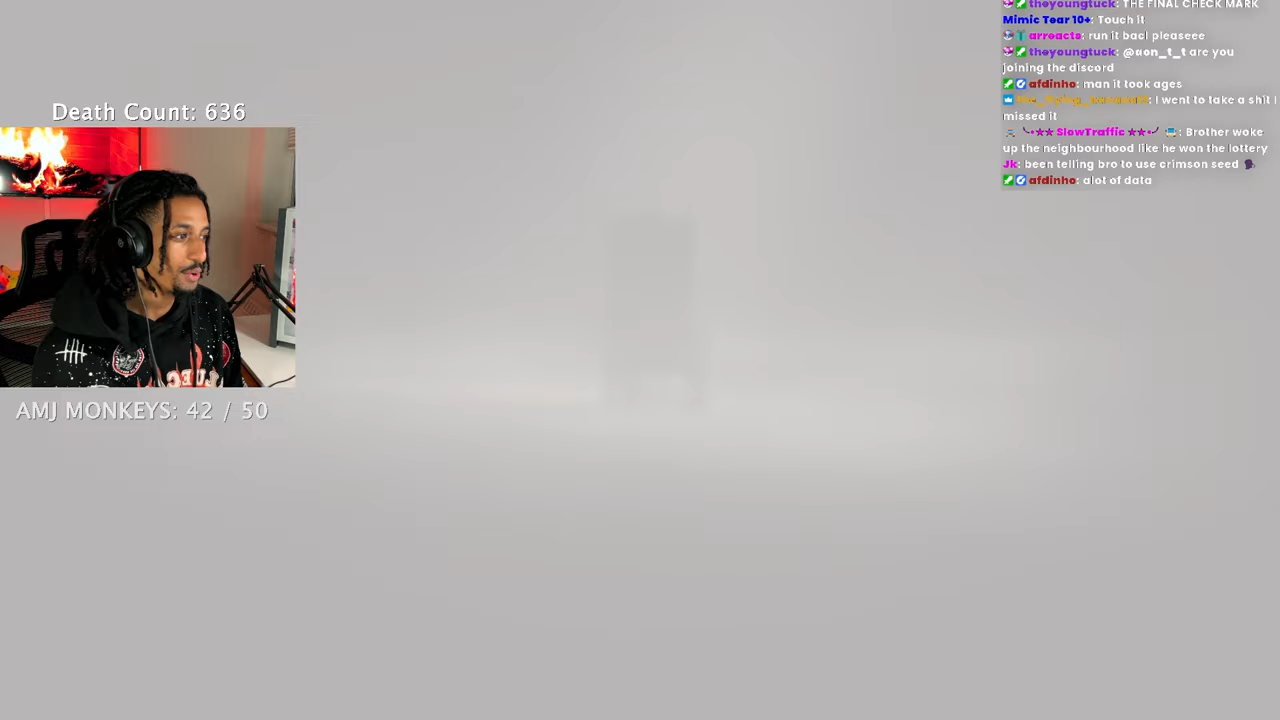 Death Count: 636
AMJ MONKEYS: 42 / 50
theyoungtuck: THE FINAL CHECK MARK
Mimic Tear 10+: Touch it
arreacts: run it bacl pleaseee
theyoungtuck: @aon_t_t are you
joining the discord
afdinho: man it took ages
: I went to take a shit I
missed it
SlowTraffic: Brother woke
up the neighbourhood like he won the lottery
Jk: been telling bro to use crimson seed
afdinho: alot of data